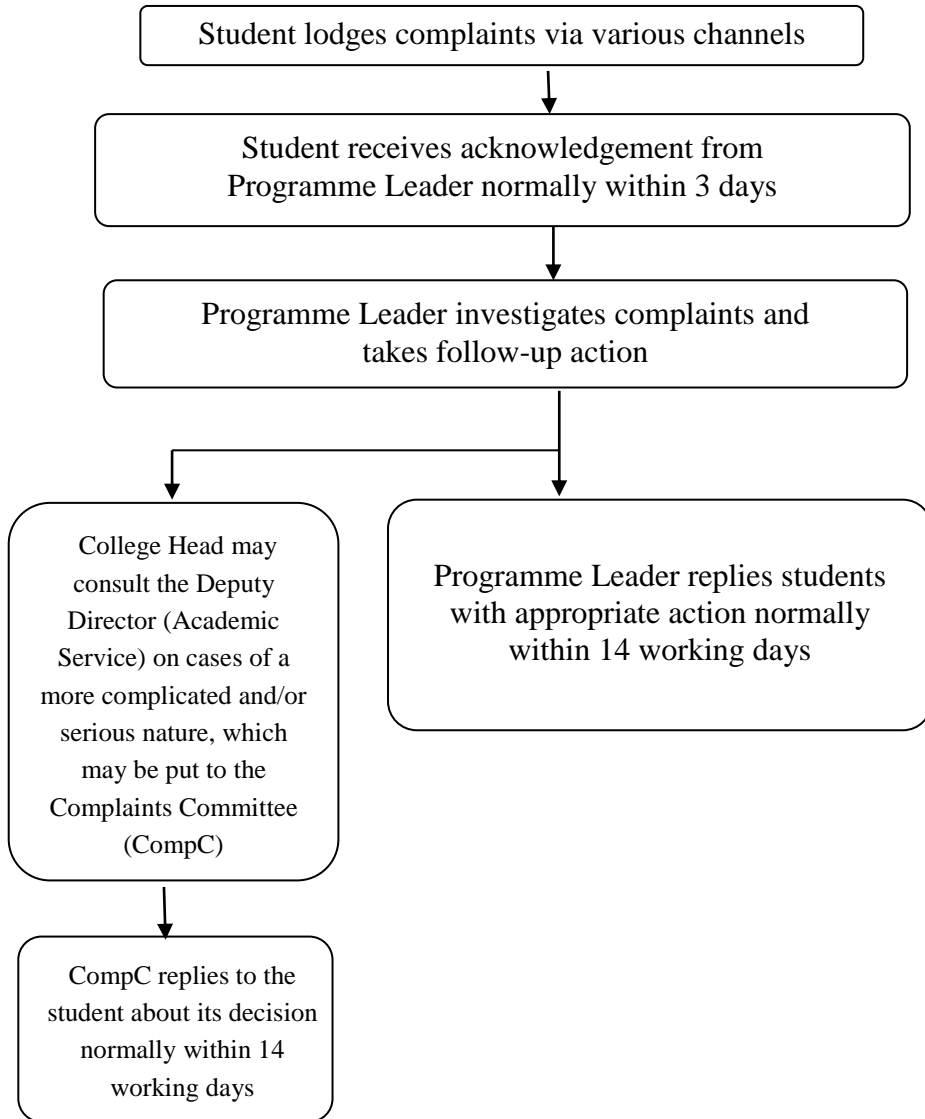 Student lodges complaints via various channels
Student receives acknowledgement from
Programme Leader normally within 3 days
Programme Leader investigates complaints and
takes follow-up action
College Head may
consult the Deputy
Director (Academic
Service) on cases of a
more complicated and/or
serious nature, which
may be put to the
Complaints Committee
(CompC)
Programme Leader replies students
with appropriate action normally
within 14 working days
CompC replies to the
student about its decision
normally within 14
working days